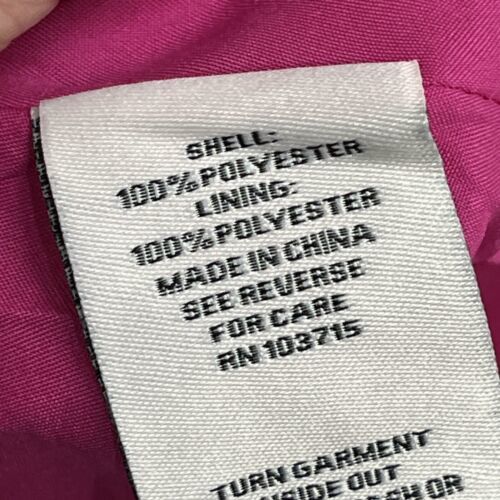 SHELL:
100% POLYESTER
LINING:
100% POLYESTER
MADE IN CHINA
SEE REVERSE
FOR CARE
RN 103715
TURN GARMENT
INSIDE OUT
OR